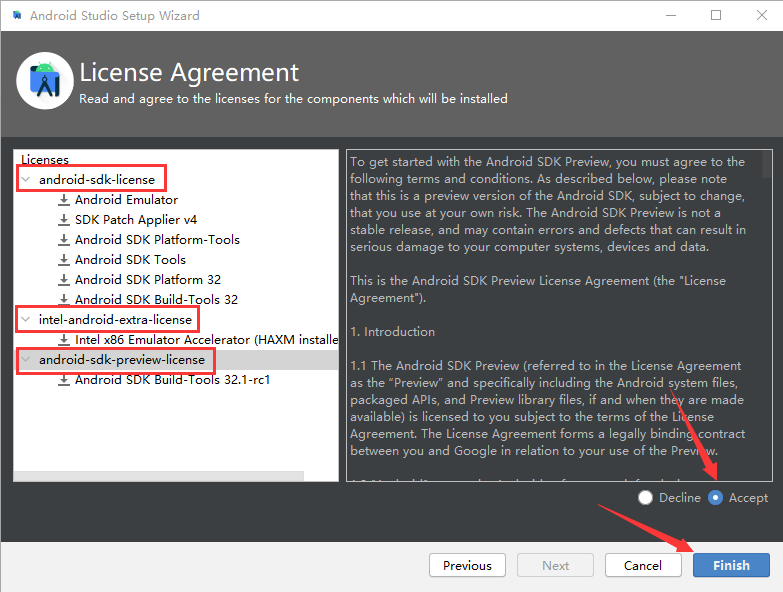 Android Studio Setup Wizard
License Agreement
Read and agree to the licenses for the components which will be installed
Licenses
android-sdk-license
Android Emulator
SDK Patch Applier v4
Android SDK Platform-Tools
Android SDK Tools
Android SDK Platform 32
Android SDK Build-Tools 32
intel-android-extra-license
Intel x86 Emulator Accelerator (HAXM installe
android-sdk-preview-license
Android SDK Build-Tools 32.1-rc1
To get started with the Android SDK Preview, you must agree to the
following terms and conditions. As described below, please note
that this is a preview version of the Android SDK, subject to change,
that you use at your own risk. The Android SDK Preview is not a
stable release, and may contain errors and defects that can result in
serious damage to your computer systems, devices and data.
This is the Android SDK Preview License Agreement (the "License
Agreement").
1. Introduction
1.1 The Android SDK Preview (referred to in the License Agreement
as the “Preview” and specifically including the Android system files,
packaged APIs, and Preview library files, if and when they are made
available) is licensed to you subject to the terms of the License
Agreement. The License Agreement forms a legally binding contract
between you and Google in relation to your use of the Preview.
Decline
Accept
Previous
Next
Cancel
Finish